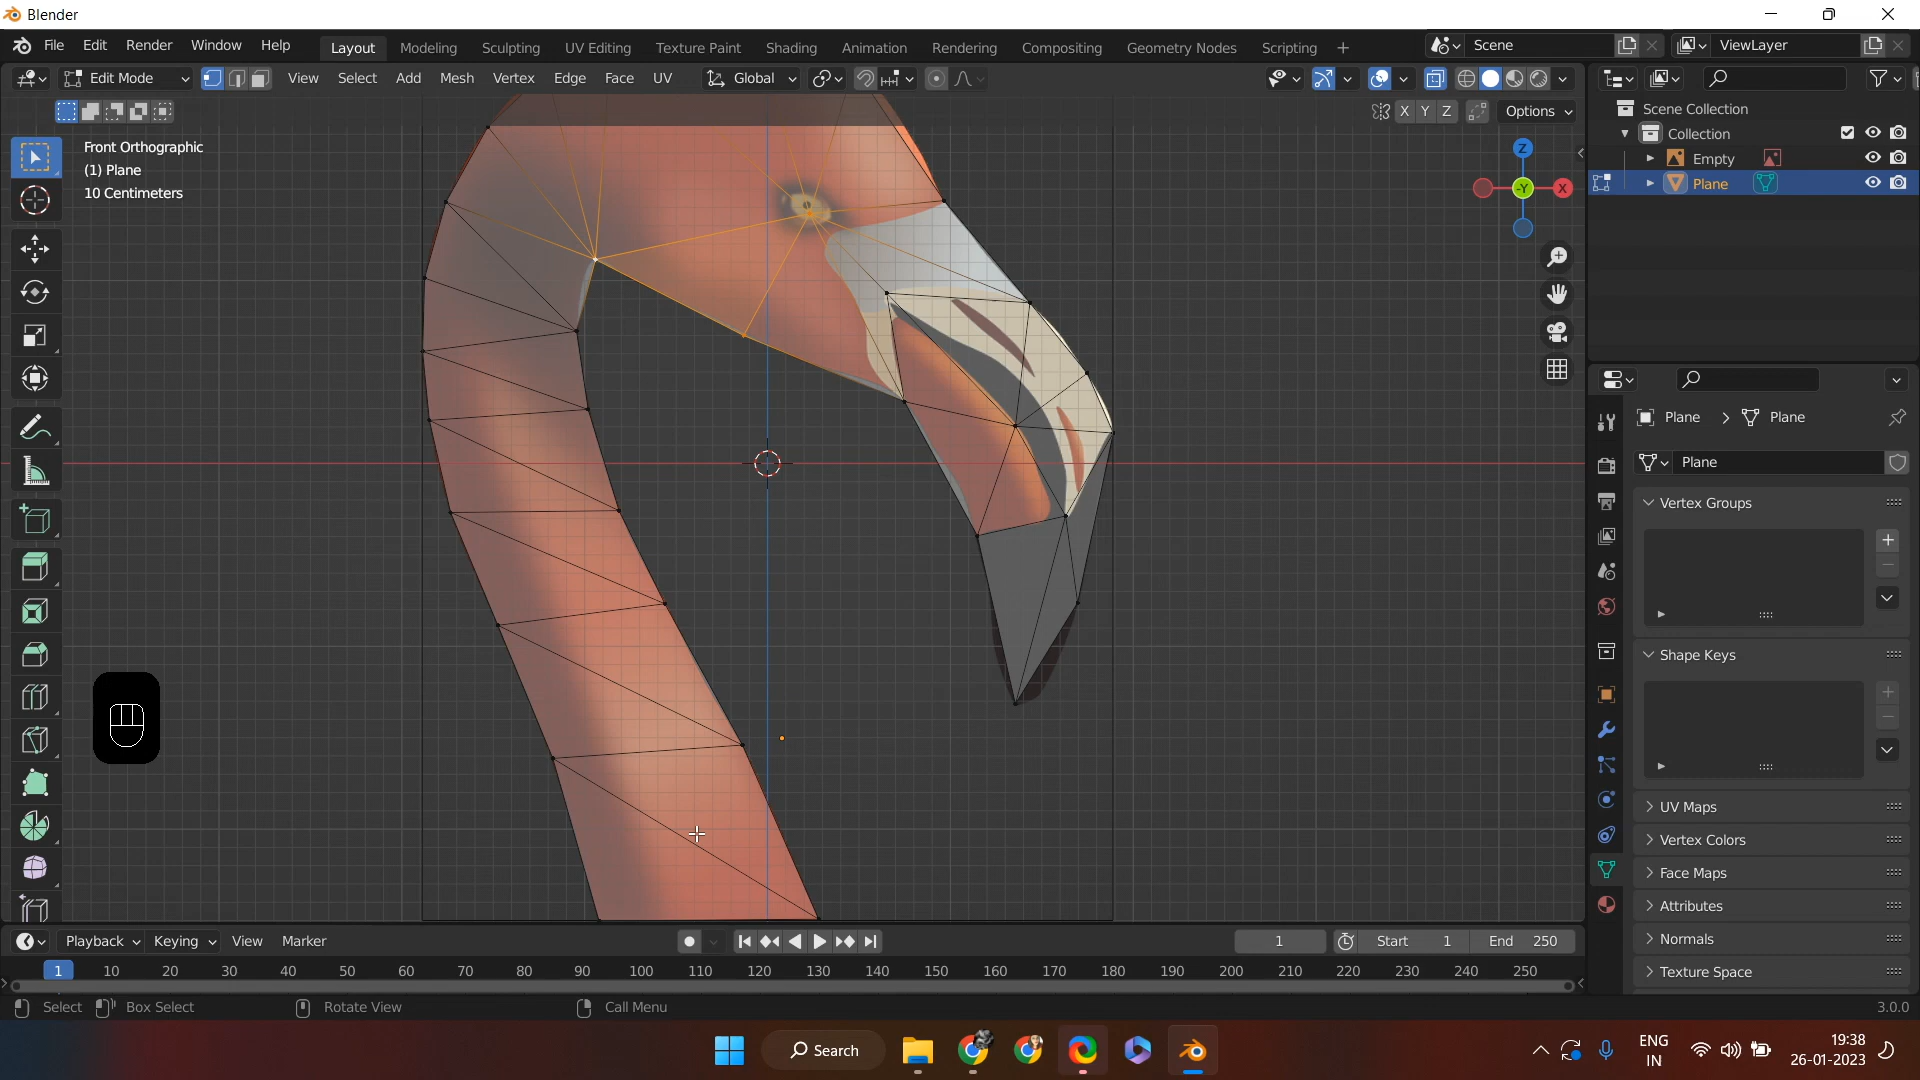 Blender
File Edit Render Window Help Layout Modeling Sculpting UV Editing Texture Paint Shading Animation Rendering Compositing Geometry Nodes Scripting + Scene ViewLayer
Edit Mode View Select Add Mesh Vertex Edge Face UV Global
X Y Z Options
Front Orthographic
(1) Plane
10 Centimeters
Z
-Y X
Scene Collection
Collection
Empty
Plane
Plane Plane
Plane
Vertex Groups
Shape Keys
UV Maps
Vertex Colors
Face Maps
Attributes
Normals
Texture Space
Playback Keying View Marker 1 Start 1 End 250
1 10 20 30 40 50 60 70 80 90 100 110 120 130 140 150 160 170 180 190 200 210 220 230 240 250
Select Box Select Rotate View Call Menu 3.0.0
Search
ENG
IN
19:38
26-01-2023